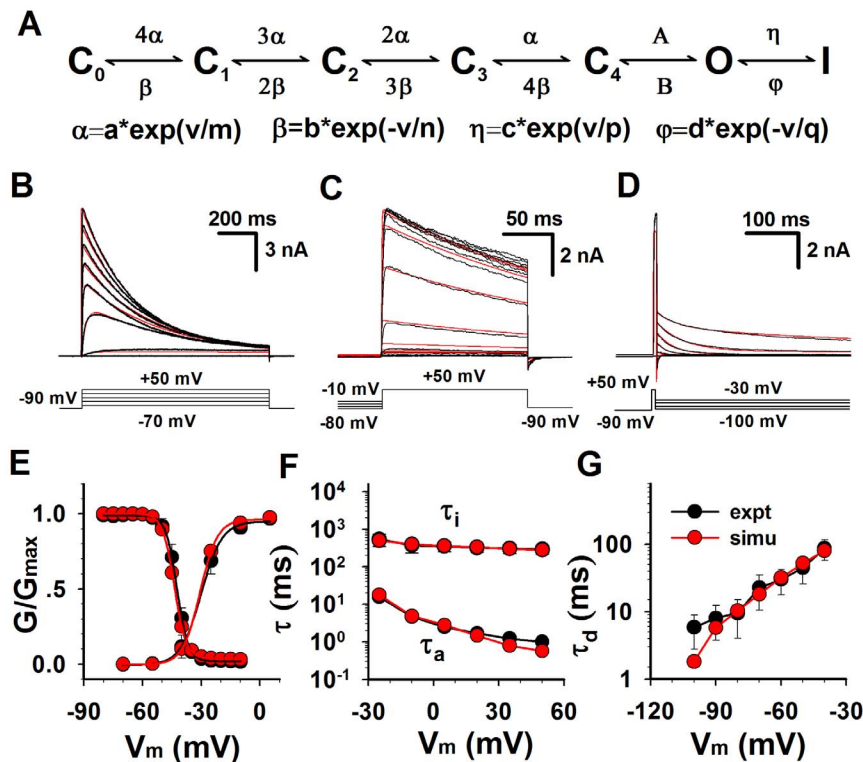 A
4α 3α 2α α A η
C0 C1 C2 C3 C4 O I
β 2β 3β 4β B φ
α=a*exp(v/m) β=b*exp(-v/n) η=c*exp(v/p) φ=d*exp(-v/q)
B
200 ms
3 nA
+50 mV
-90 mV
-70 mV
C
50 ms
2 nA
+50 mV
-10 mV
-80 mV
-90 mV
D
100 ms
2 nA
+50 mV
-90 mV
-30 mV
-100 mV
E
G/Gmax
1.0
.5
0.0
-90 -60 -30 0
Vm (mV)
F
τ (ms)
10^4
10^3
10^2
10^1
10^0
10^-1
τi
τa
-30 0 30 60
Vm (mV)
G
expt
simu
τd (ms)
100
10
1
-120 -90 -60 -30
Vm (mV)